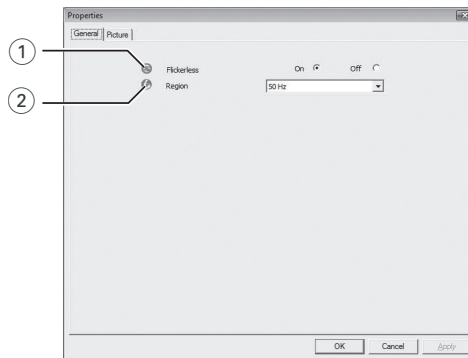 Properties
General Picture
1 Flickerless On Off
2 Region 50 Hz
OK Cancel Apply